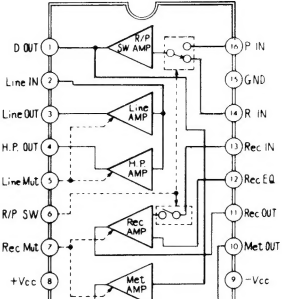 R/P
SW AMP
D OUT 1
16 P IN
Line IN 2
15 GND
Line OUT 3
Line
AMP
14 R IN
H.P. OUT 4
13 Rec IN
H.P.
AMP
Line Mut 5
12 Rec EQ
R/P SW 6
11 Rec OUT
Rec
AMP
Rec Mut 7
10 Met OUT
+Vcc 8
9 -Vcc
Met
AMP